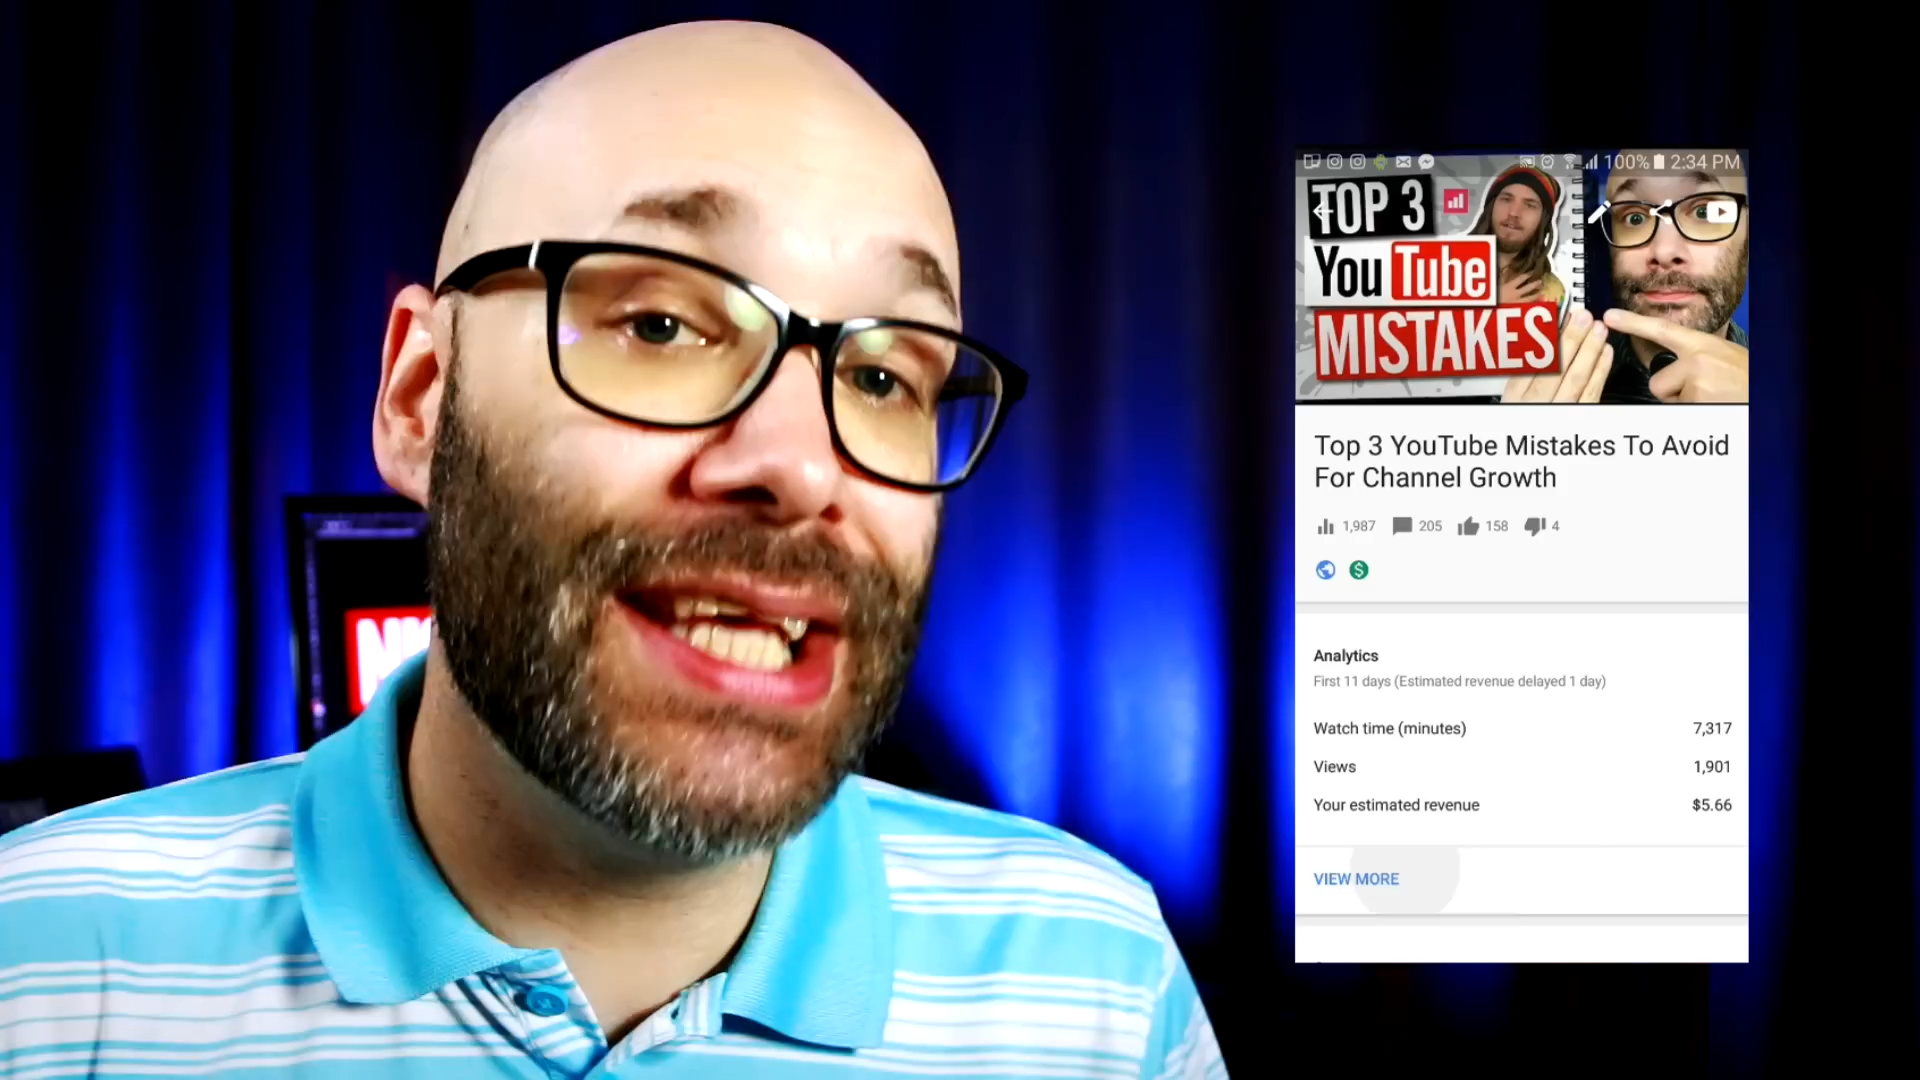 100% 2:34 PM
TOP 3
YouTube
MISTAKES
Top 3 YouTube Mistakes To Avoid
For Channel Growth
1,987 205 158 4
Analytics
First 11 days (Estimated revenue delayed 1 day)
Watch time (minutes) 7,317
Views 1,901
Your estimated revenue $5.66
VIEW MORE